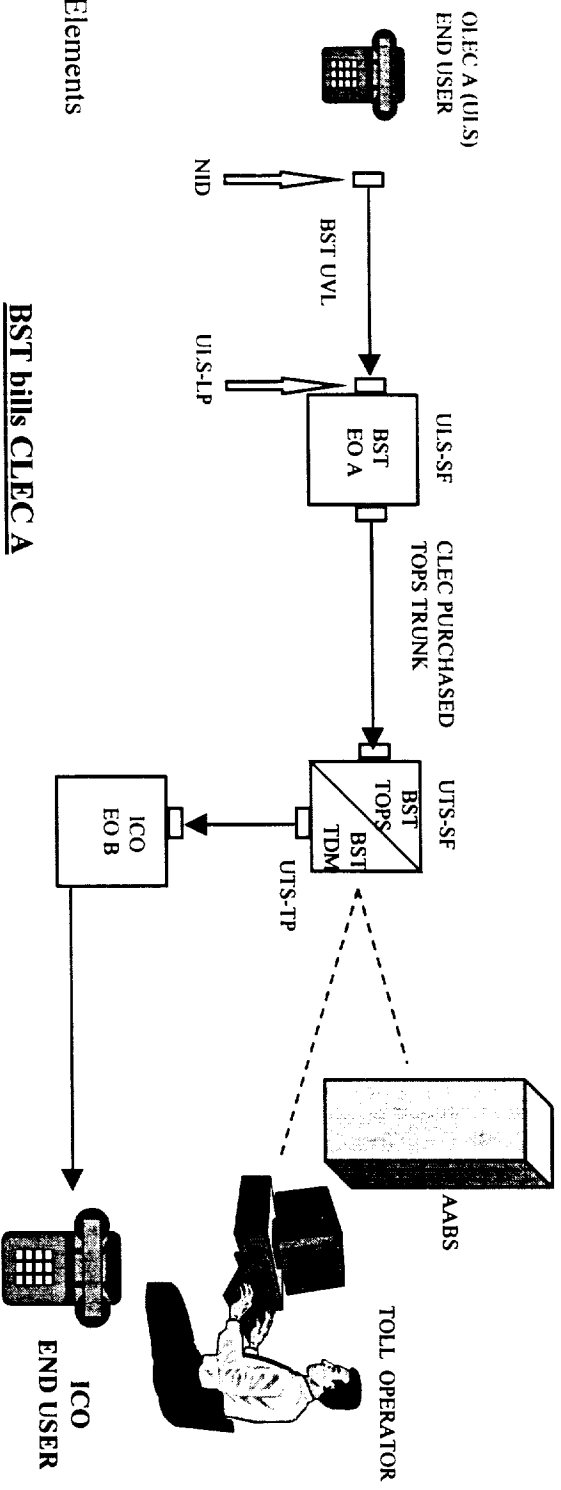 OLEC A (ULS)
END USER
NID
BST UVL
ULS-LP
BST
EO A
ULS-SF
CLEC PURCHASED
TOPS TRUNK
UTS-SF
BST
TOPS
BST
TDM
UTS-TP
ICO
EO B
AABS
TOLL OPERATOR
ICO
END USER
BST bills CLEC A
Elements